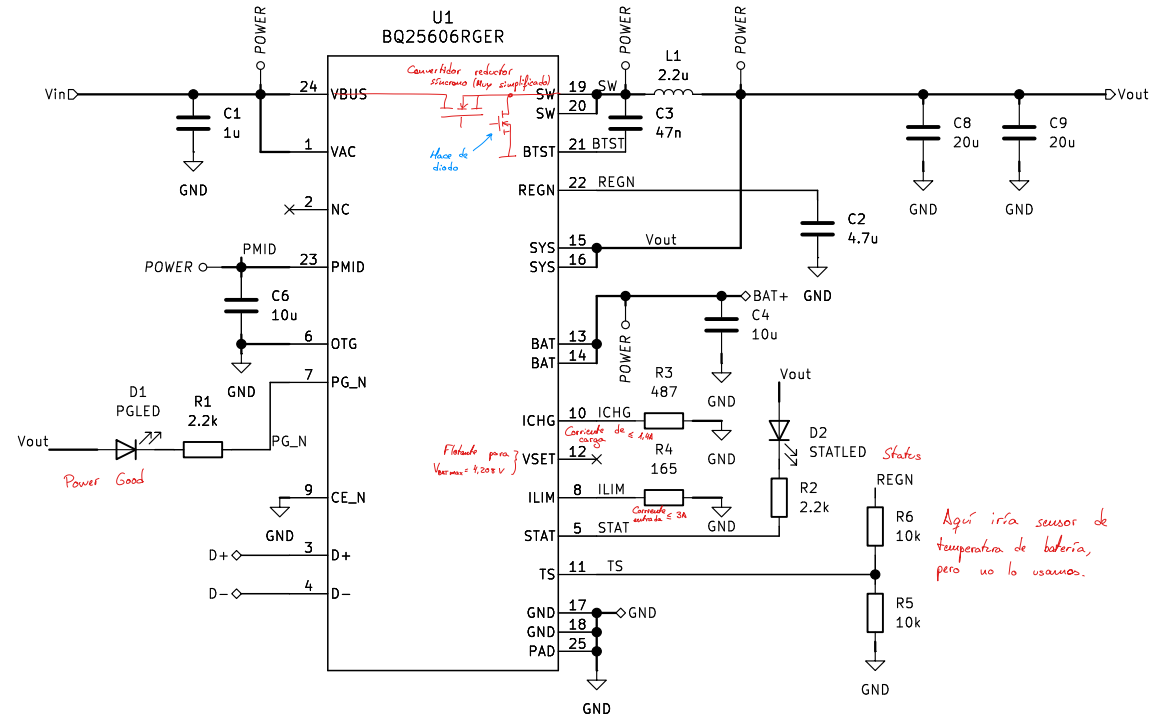 U1
BQ25606RGER
POWER
POWER
POWER
Convertidor reductor
síncrono (Muy simplificado)
Hace de
diodo
Vin
24
VBUS
C1
1u
GND
1
VAC
2
NC
PMID
POWER
23
PMID
C6
10u
6
OTG
GND
7
PG_N
D1
PGLED
R1
2.2k
Vout
PG_N
Power Good
9
CE_N
GND
D+
3
D+
D-
4
D-
SW
19
SW
SW
20
L1
2.2u
C3
47n
BTST
21
BTST
REGN
22
REGN
C2
4.7u
GND
Vout
C8
20u
GND
C9
20u
GND
SYS
15
Vout
SYS
16
BAT+
C4
10u
GND
POWER
BAT
13
BAT
14
R3
487
ICHG
10
ICHG
Corriente de
carga ≤ 1,4A
GND
Flotante para
VBATmax = 4,208 V
VSET
12
R4
165
ILIM
8
ILIM
Corriente
entrada ≤ 3A
GND
STAT
5
STAT
Vout
D2
STATLED
R2
2.2k
Status
REGN
R6
10k
Aquí iría sensor de
temperatura de batería,
pero no lo usamos.
TS
11
TS
R5
10k
GND
GND
17
GND
GND
18
PAD
25
GND